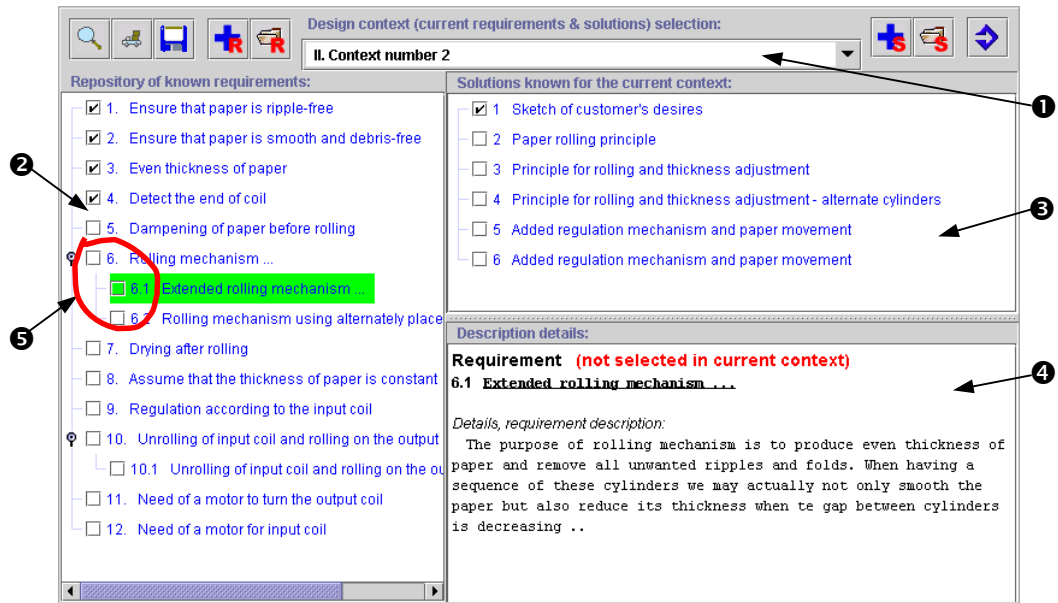 Design context (current requirements & solutions) selection:
R R II. Context number 2 S S
Repository of known requirements:
1. Ensure that paper is ripple-free
2. Ensure that paper is smooth and debris-free
3. Even thickness of paper
4. Detect the end of coil
5. Dampening of paper before rolling
6. Rolling mechanism ...
6.1 Extended rolling mechanism ...
6.2 Rolling mechanism using alternately place
7. Drying after rolling
8. Assume that the thickness of paper is constant
9. Regulation according to the input coil
10. Unrolling of input coil and rolling on the output
10.1 Unrolling of input coil and rolling on the ou
11. Need of a motor to turn the output coil
12. Need of a motor for input coil
Solutions known for the current context:
1 Sketch of customer's desires
2 Paper rolling principle
3 Principle for rolling and thickness adjustment
4 Principle for rolling and thickness adjustment - alternate cylinders
5 Added regulation mechanism and paper movement
6 Added regulation mechanism and paper movement
Description details:
Requirement (not selected in current context)
6.1 Extended rolling mechanism ...
Details, requirement description:
The purpose of rolling mechanism is to produce even thickness of
paper and remove all unwanted ripples and folds. When having a
sequence of these cylinders we may actually not only smooth the
paper but also reduce its thickness when te gap between cylinders
is decreasing ..
❶
❷
❸
❹
❺